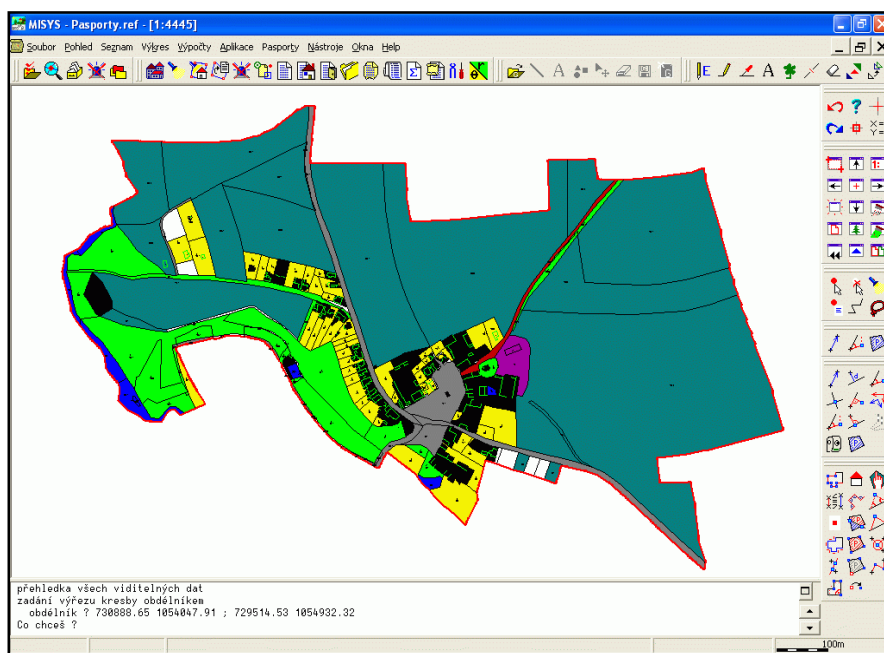 MISYS - Pasporty.ref - [1:4445]
Soubor Pohled Seznam Výkres Výpočty Aplikace Pasporty Nástroje Okna Help
přehledka všech viditelných dat
zadání výřezu kresby obdélníkem
obdélník ? 730888.65 1054047.91 ; 729514.53 1054932.32
Co chceš ?
100m